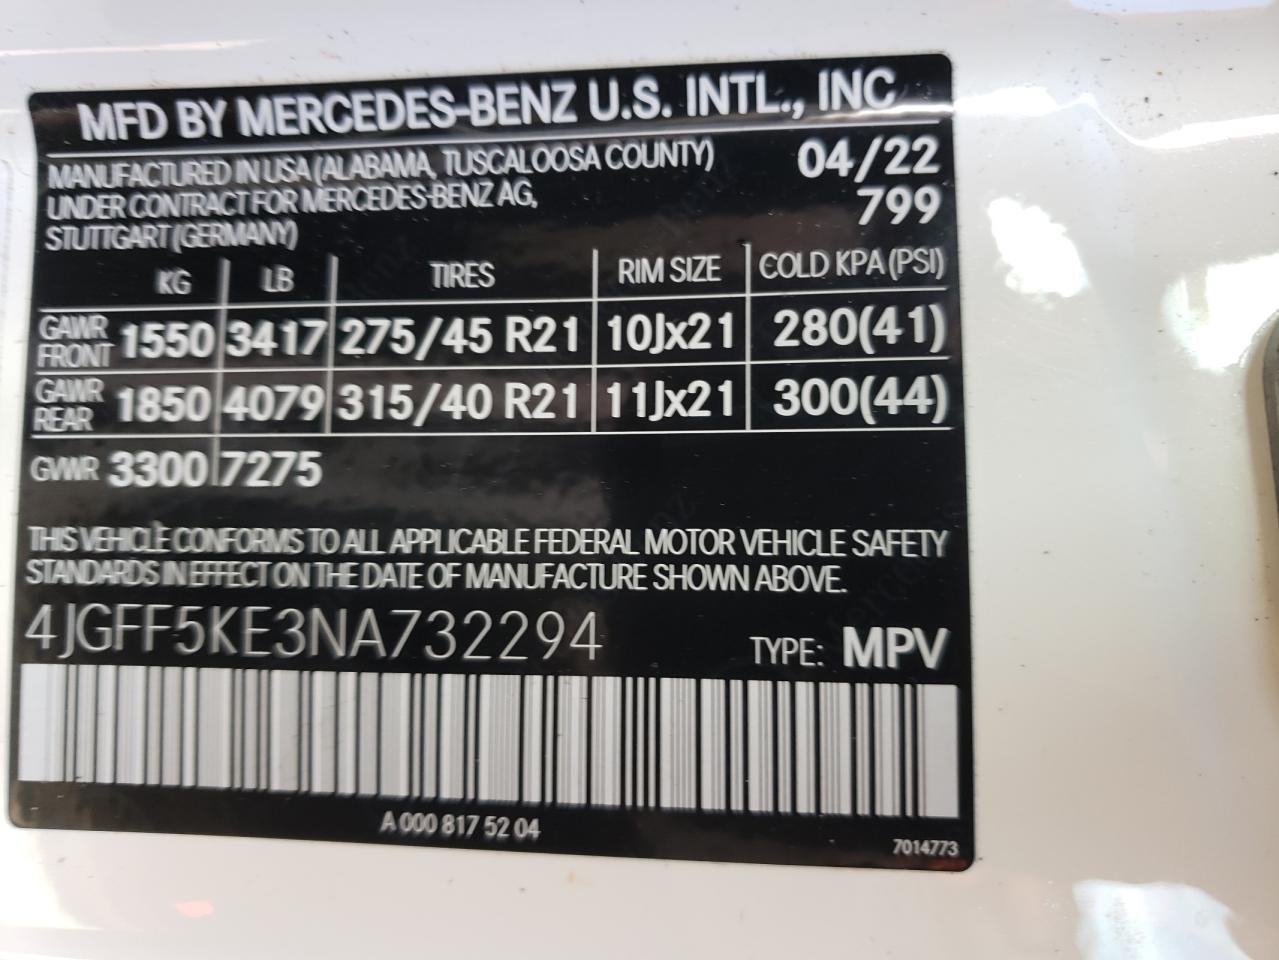 MFD BY MERCEDES-BENZ U.S. INTL., INC
MANUFACTURED IN USA (ALABAMA, TUSCALOOSA COUNTY) 04/22
UNDER CONTRACT FOR MERCEDES-BENZ AG, 799
STUTTGART (GERMANY)
KG LB TIRES RIM SIZE COLD KPA (PSI)
GAWR FRONT 1550 3417 275/45 R21 10Jx21 280(41)
GAWR REAR 1850 4079 315/40 R21 11Jx21 300(44)
GVWR 3300 7275
THIS VEHICLE CONFORMS TO ALL APPLICABLE FEDERAL MOTOR VEHICLE SAFETY
STANDARDS IN EFFECT ON THE DATE OF MANUFACTURE SHOWN ABOVE.
4JGFF5KE3NA732294 TYPE: MPV
A 000 817 52 04
7014773